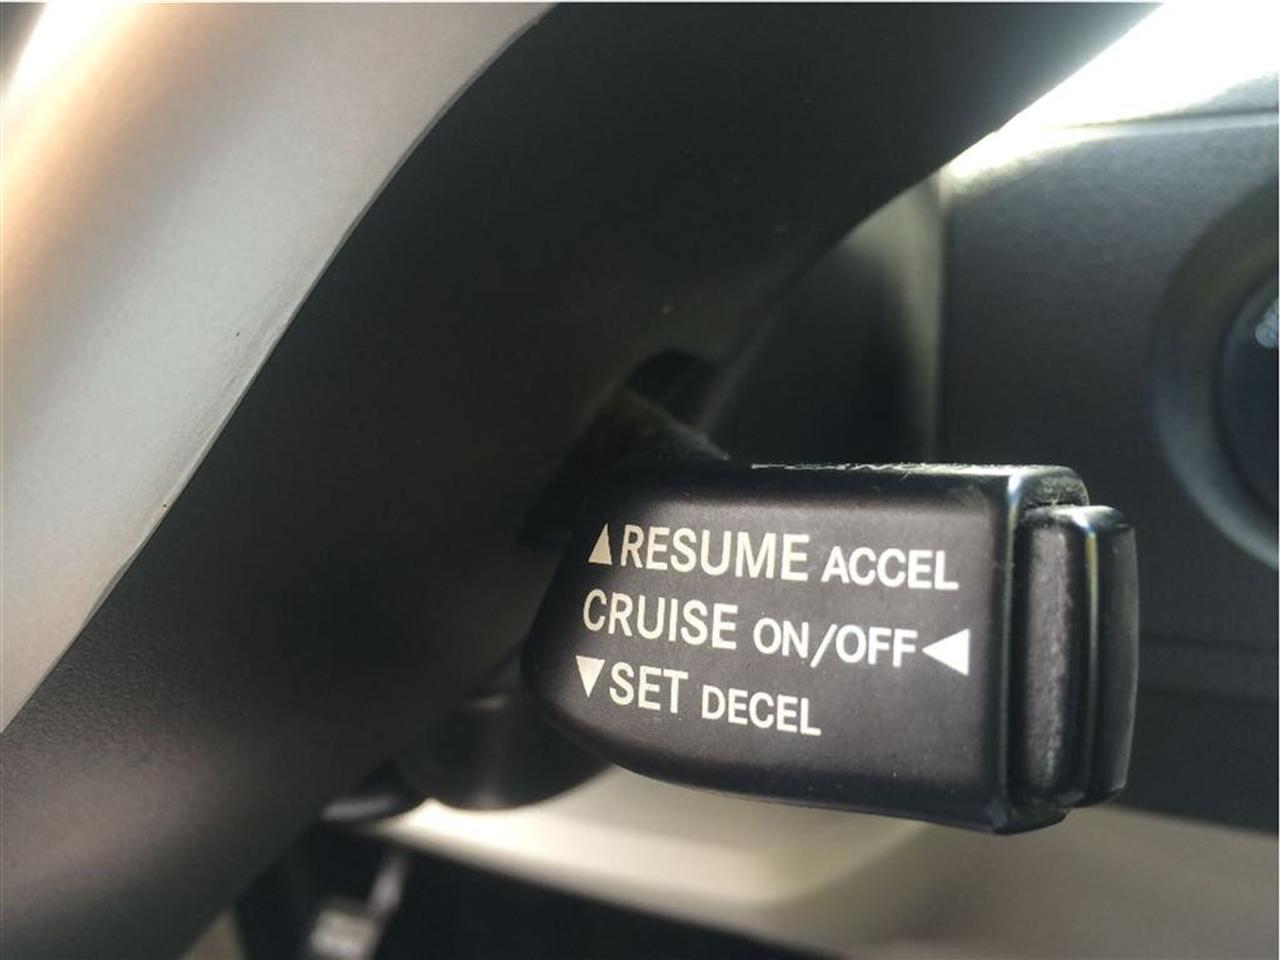 ▲RESUME ACCEL
CRUISE ON/OFF◀
▼SET DECEL